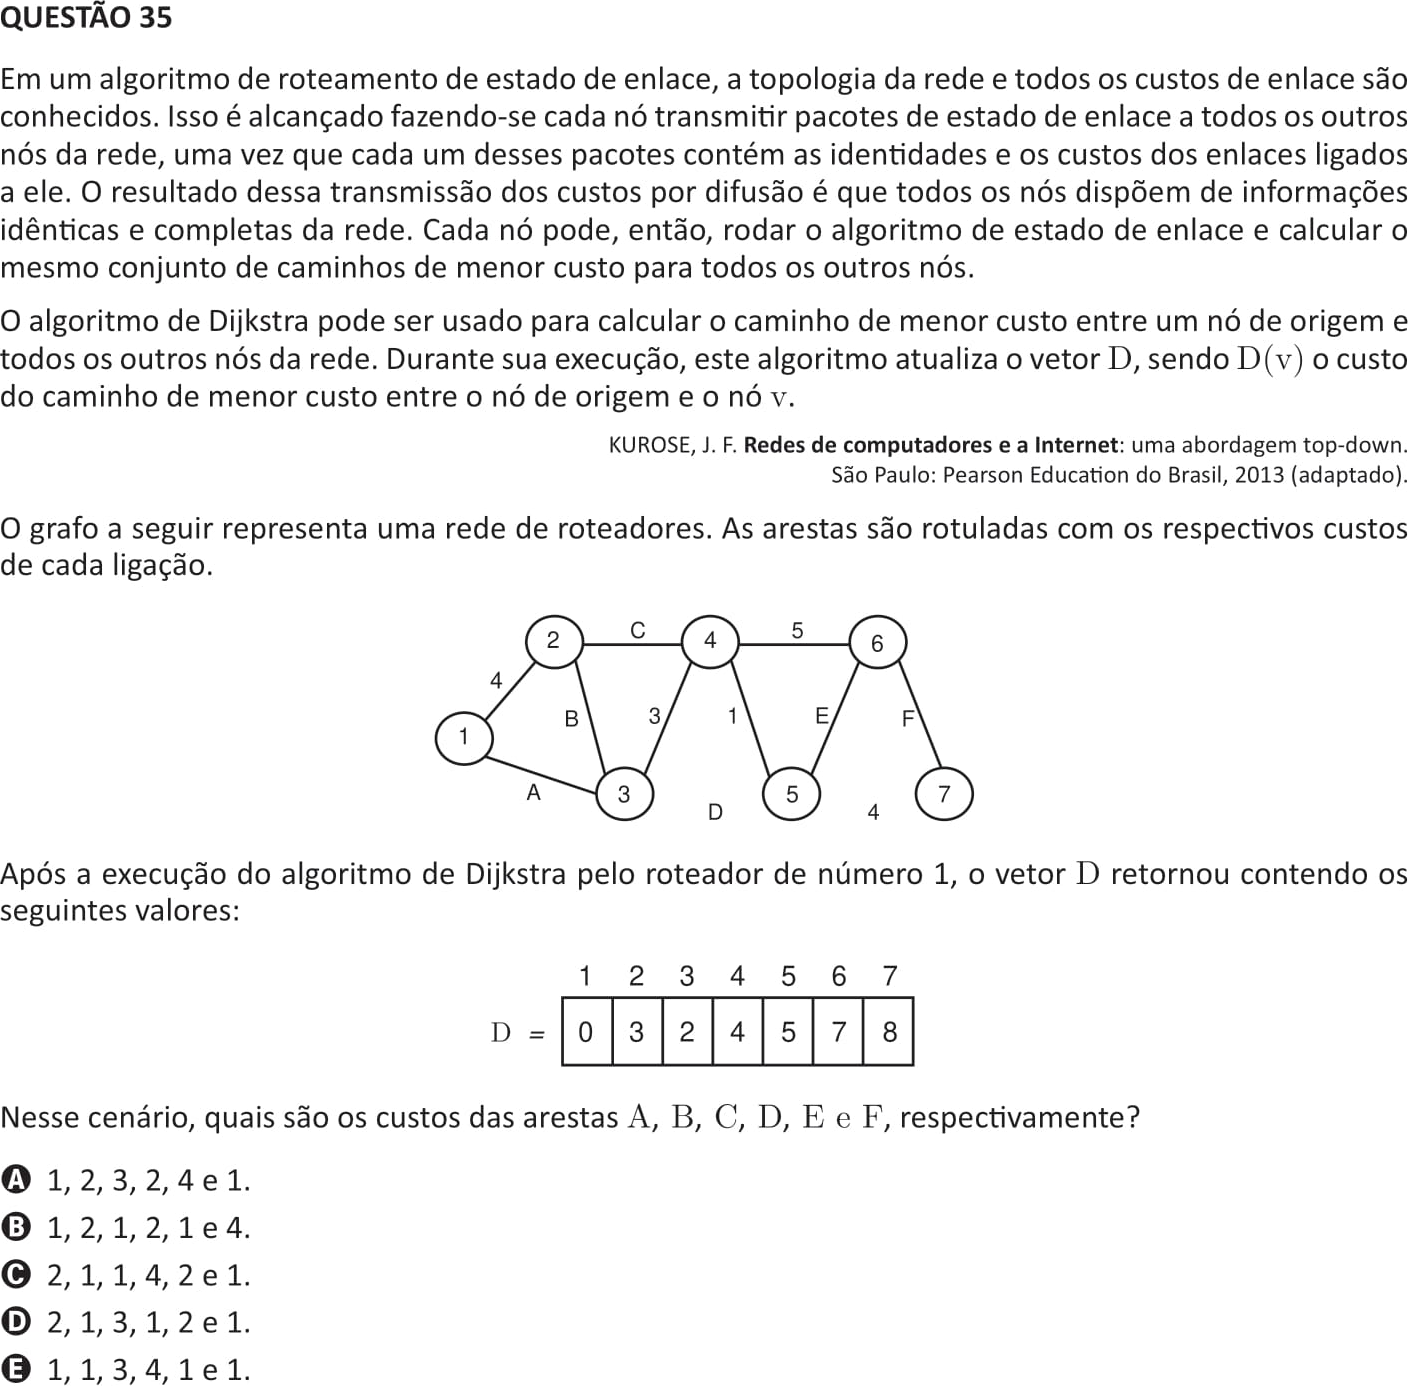 QUESTÃO 35
Em um algoritmo de roteamento de estado de enlace, a topologia da rede e todos os custos de enlace são
conhecidos. Isso é alcançado fazendo-se cada nó transmitir pacotes de estado de enlace a todos os outros
nós da rede, uma vez que cada um desses pacotes contém as identidades e os custos dos enlaces ligados
a ele. O resultado dessa transmissão dos custos por difusão é que todos os nós dispõem de informações
idênticas e completas da rede. Cada nó pode, então, rodar o algoritmo de estado de enlace e calcular o
mesmo conjunto de caminhos de menor custo para todos os outros nós.
O algoritmo de Dijkstra pode ser usado para calcular o caminho de menor custo entre um nó de origem e
todos os outros nós da rede. Durante sua execução, este algoritmo atualiza o vetor D, sendo D(v) o custo
do caminho de menor custo entre o nó de origem e o nó v.
KUROSE, J. F. Redes de computadores e a Internet: uma abordagem top-down.
São Paulo: Pearson Education do Brasil, 2013 (adaptado).
O grafo a seguir representa uma rede de roteadores. As arestas são rotuladas com os respectivos custos
de cada ligação.
2 C 4 5 6
4
1 B 3 1 E F
A 3 D 5 4 7
Após a execução do algoritmo de Dijkstra pelo roteador de número 1, o vetor D retornou contendo os
seguintes valores:
1 2 3 4 5 6 7
D = 0 3 2 4 5 7 8
Nesse cenário, quais são os custos das arestas A, B, C, D, E e F, respectivamente?
A 1, 2, 3, 2, 4 e 1.
B 1, 2, 1, 2, 1 e 4.
C 2, 1, 1, 4, 2 e 1.
D 2, 1, 3, 1, 2 e 1.
E 1, 1, 3, 4, 1 e 1.